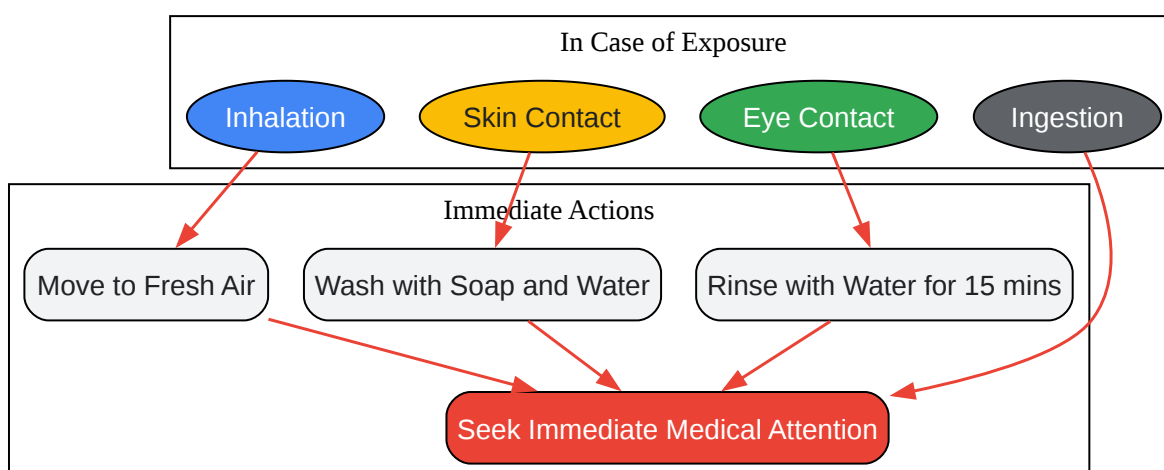 In Case of Exposure
Inhalation
Skin Contact
Eye Contact
Ingestion
Immediate Actions
Move to Fresh Air
Wash with Soap and Water
Rinse with Water for 15 mins
Seek Immediate Medical Attention